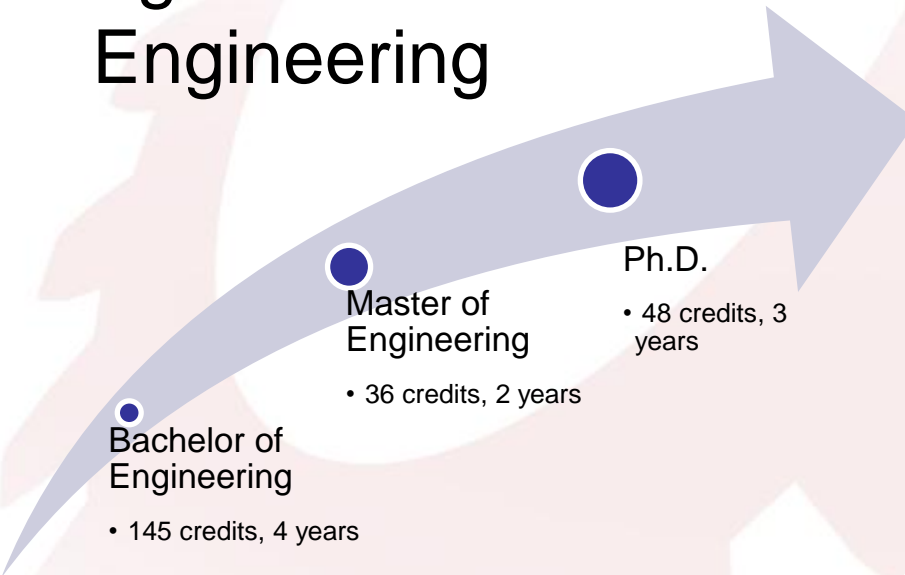 Engineering
Ph.D.
• 48 credits, 3
years
Master of
Engineering
• 36 credits, 2 years
Bachelor of
Engineering
• 145 credits, 4 years